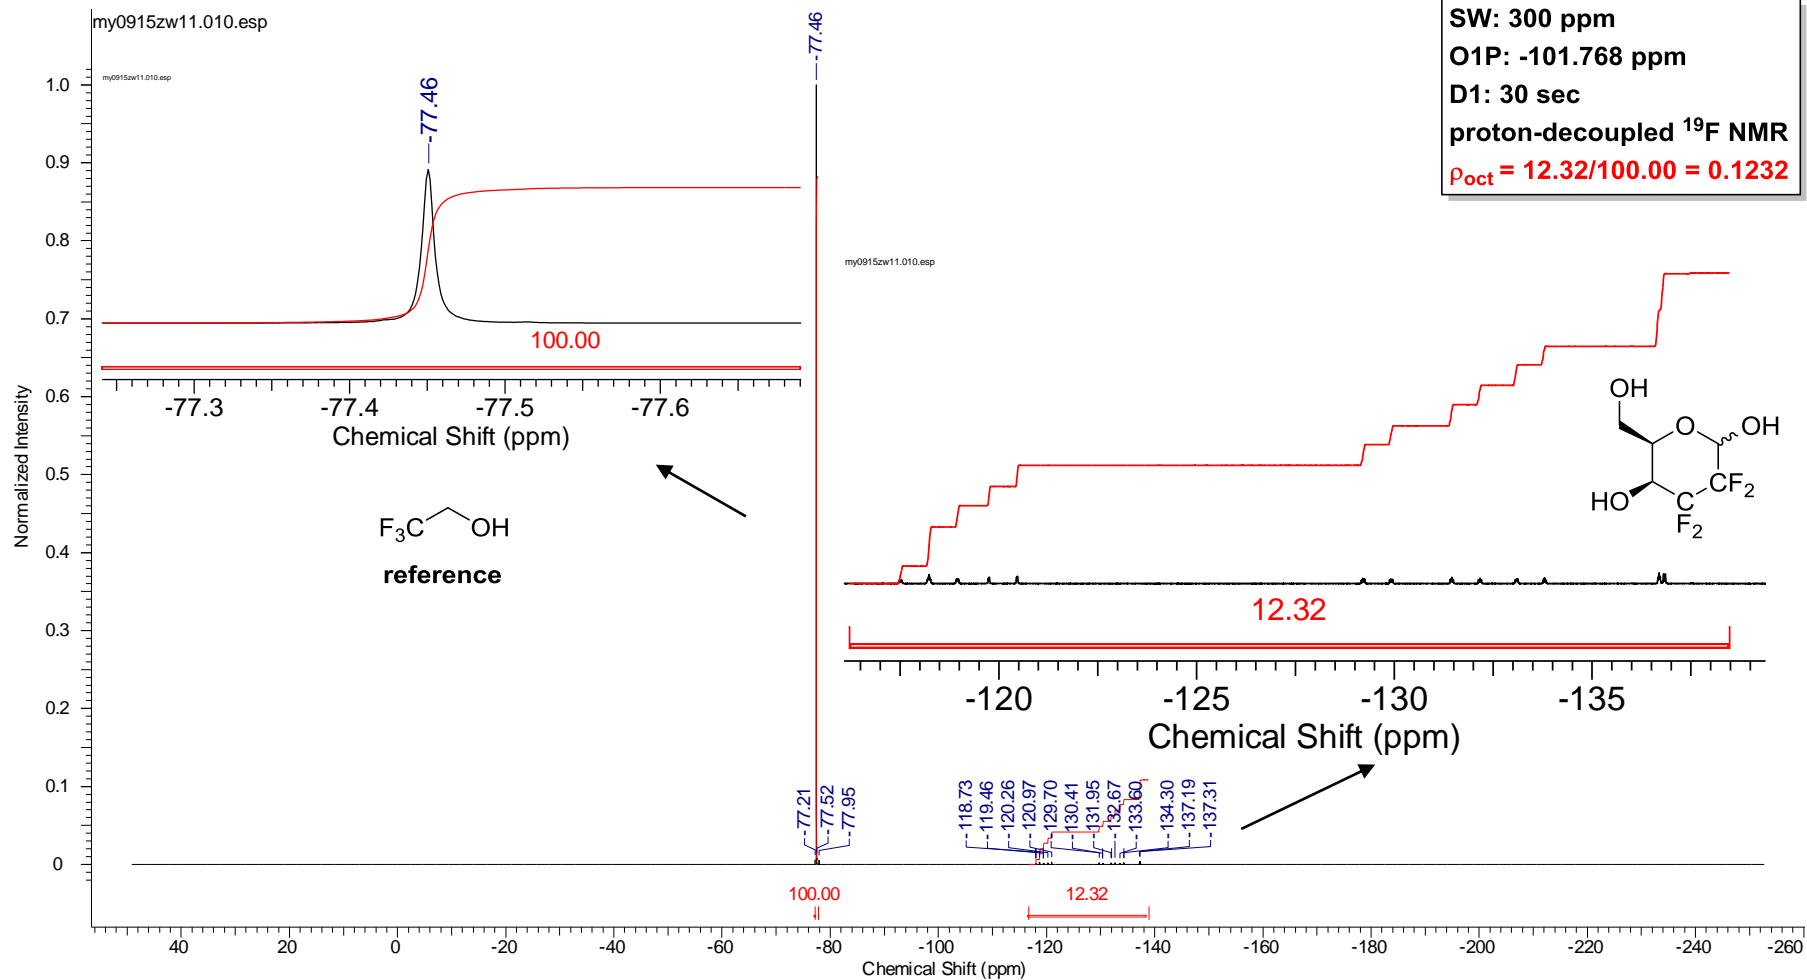 my0915zw11.010.esp
-77.46
SW: 300 ppm
O1P: -101.768 ppm
D1: 30 sec
proton-decoupled ¹⁹F NMR
ρoct = 12.32/100.00 = 0.1232
my0915zw11.010.esp
-77.46
100.00
-77.3 -77.4 -77.5 -77.6
Chemical Shift (ppm)
F₃C OH
reference
my0915zw11.010.esp
OH
O OH
HO C CF₂
F₂
12.32
-120 -125 -130 -135
Chemical Shift (ppm)
Normalized Intensity
1.0
0.9
0.8
0.7
0.6
0.5
0.4
0.3
0.2
0.1
0
-77.21
-77.52
-77.95
-118.73
-119.46
-120.26
-120.97
-129.70
-130.41
-131.95
-132.67
-133.60
-134.30
-137.19
-137.31
100.00 12.32
40 20 0 -20 -40 -60 -80 -100 -120 -140 -160 -180 -200 -220 -240 -260
Chemical Shift (ppm)